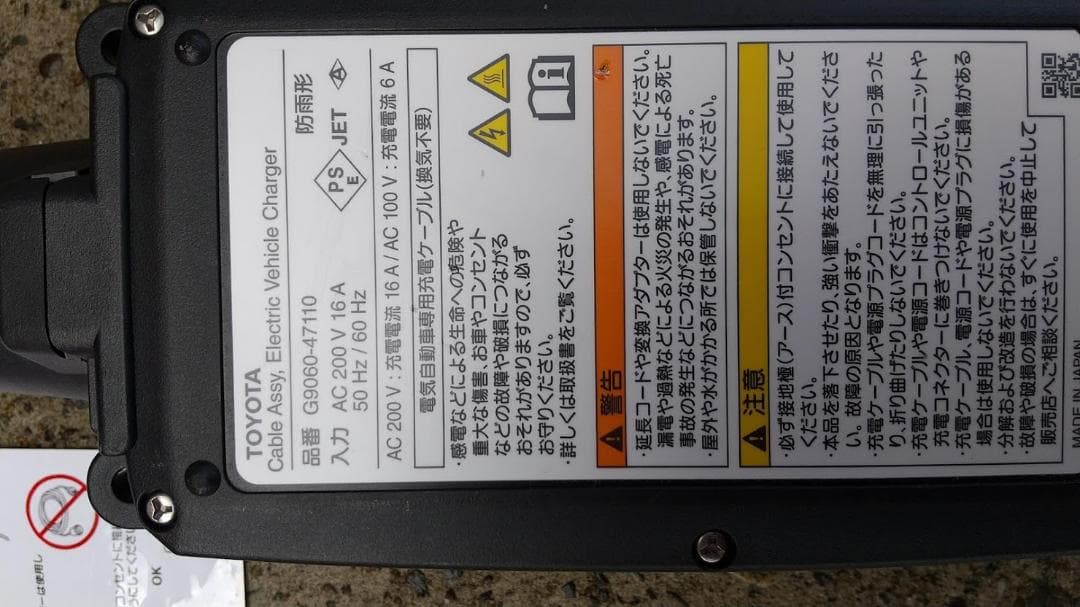 TOYOTA
Cable Assy, Electric Vehicle Charger
品番 G9060-47110 防雨形
入力 AC 200 V 16 A
50 Hz / 60 Hz
PS
E
JET
AC 200 V : 充電電流 16 A / AC 100 V : 充電電流 6 A
電気自動車専用充電ケーブル(換気不要)
・感電などによる生命への危険や
重大な傷害、お車やコンセント
などの故障や破損につながる
おそれがありますので、必ず
お守りください。
・詳しくは取扱書をご覧ください。
警告
・延長コードや変換アダプターは使用しないでください。
漏電や過熱などによる火災の発生や、感電による死亡
事故の発生などにつながるおそれがあります。
・屋外や水がかかる所では保管しないでください。
注意
・必ず接地極(アース)付コンセントに接続して使用して
ください。
・本品を落下させたり、強い衝撃をあたえないでくださ
い。故障の原因となります。
・充電ケーブルや電源プラグコードを無理に引っ張った
り、折り曲げたりしないでください。
・充電ケーブルや電源コードはコントロールユニットや
充電コネクターに巻きつけないでください。
・充電ケーブル、電源コードや電源プラグに損傷がある
場合は使用しないでください。
・分解および改造を行わないでください。
・故障や破損の場合は、すぐに使用を中止して
販売店へご相談ください。
MADE IN JAPAN
ーは使用し
コンセントに
うにしてくださ
OK